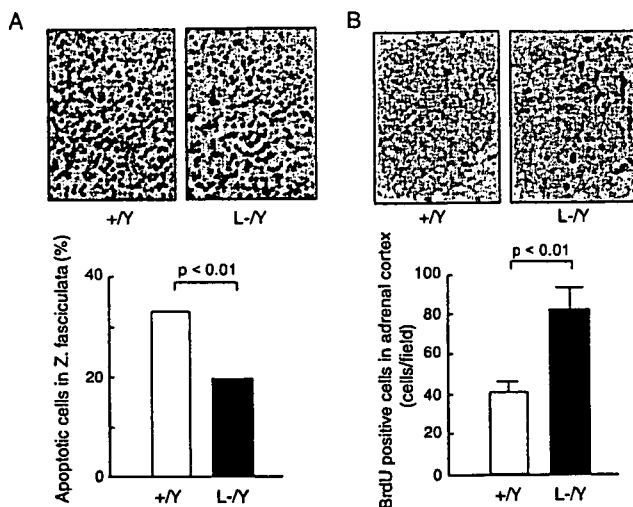 A
+/Y L-/Y
Apoptotic cells in Z. fasciculata (%)
40
20
0
p < 0.01
+/Y L-/Y
B
+/Y L-/Y
BrdU positive cells in adrenal cortex
(cells/field)
100
80
60
40
40
0
p < 0.01
+/Y L-/Y